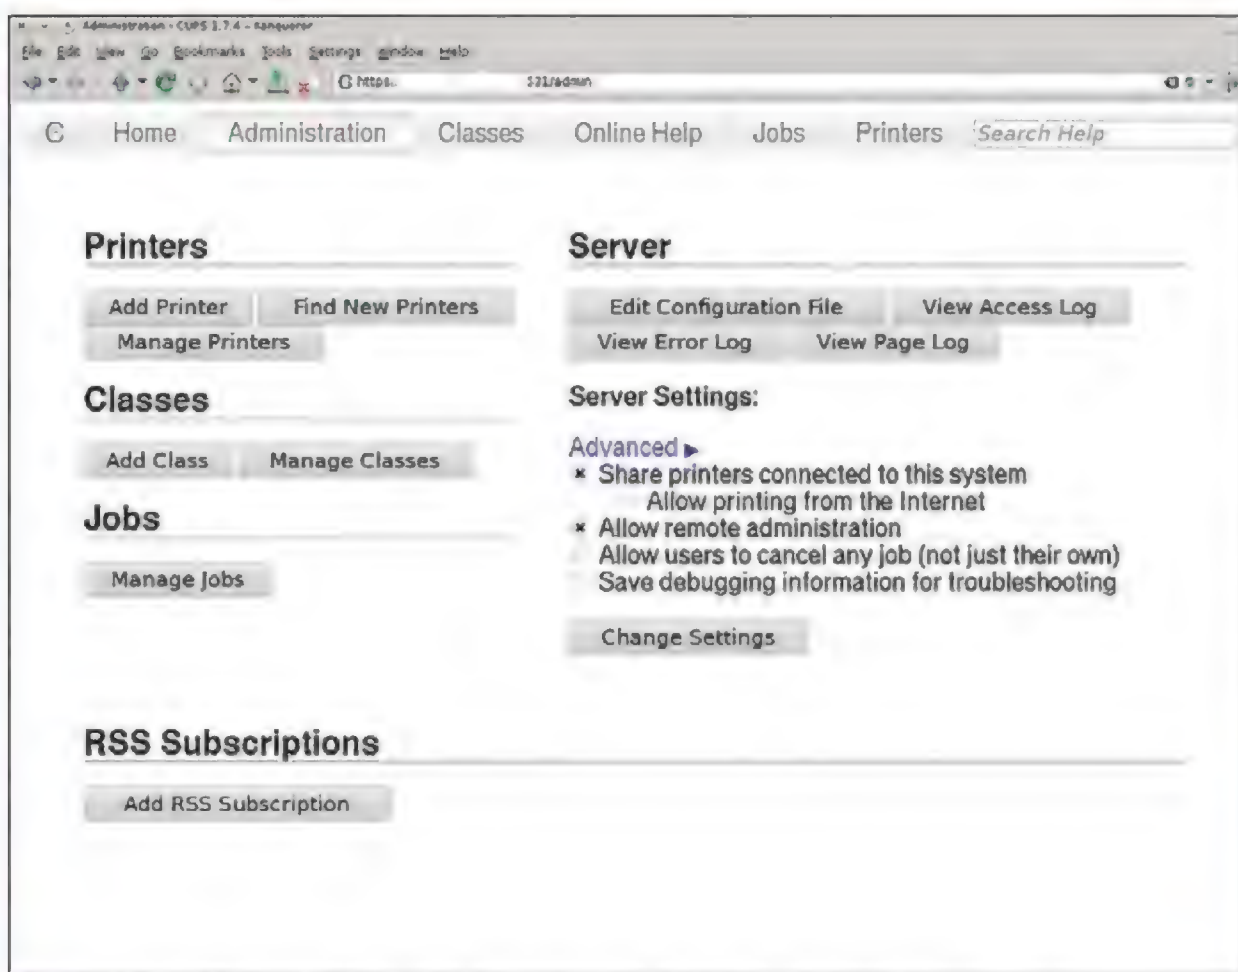 Administration - CUPS 1.7.4 - Konqueror
File Edit View Go Bookmarks Tools Settings Window Help
https: 531/admin
C Home Administration Classes Online Help Jobs Printers Search Help
Printers
Add Printer Find New Printers
Manage Printers
Classes
Add Class Manage Classes
Jobs
Manage Jobs
Server
Edit Configuration File View Access Log
View Error Log View Page Log
Server Settings:
Advanced ▶
Share printers connected to this system
Allow printing from the Internet
Allow remote administration
Allow users to cancel any job (not just their own)
Save debugging information for troubleshooting
Change Settings
RSS Subscriptions
Add RSS Subscription